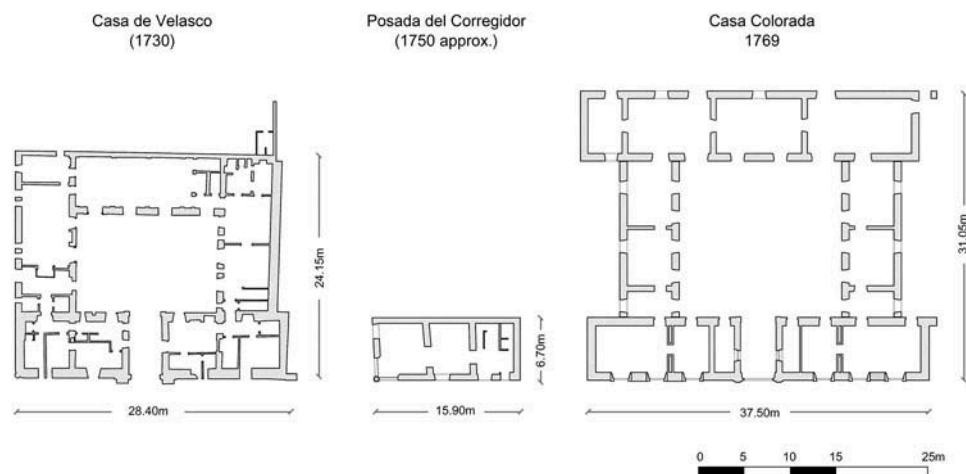 Casa de Velasco
(1730)
Posada del Corregidor
(1750 approx.)
Casa Colorada
1769
24.15m
28.40m
6.70m
15.90m
31.05m
37.50m
0 5 10 15 25m